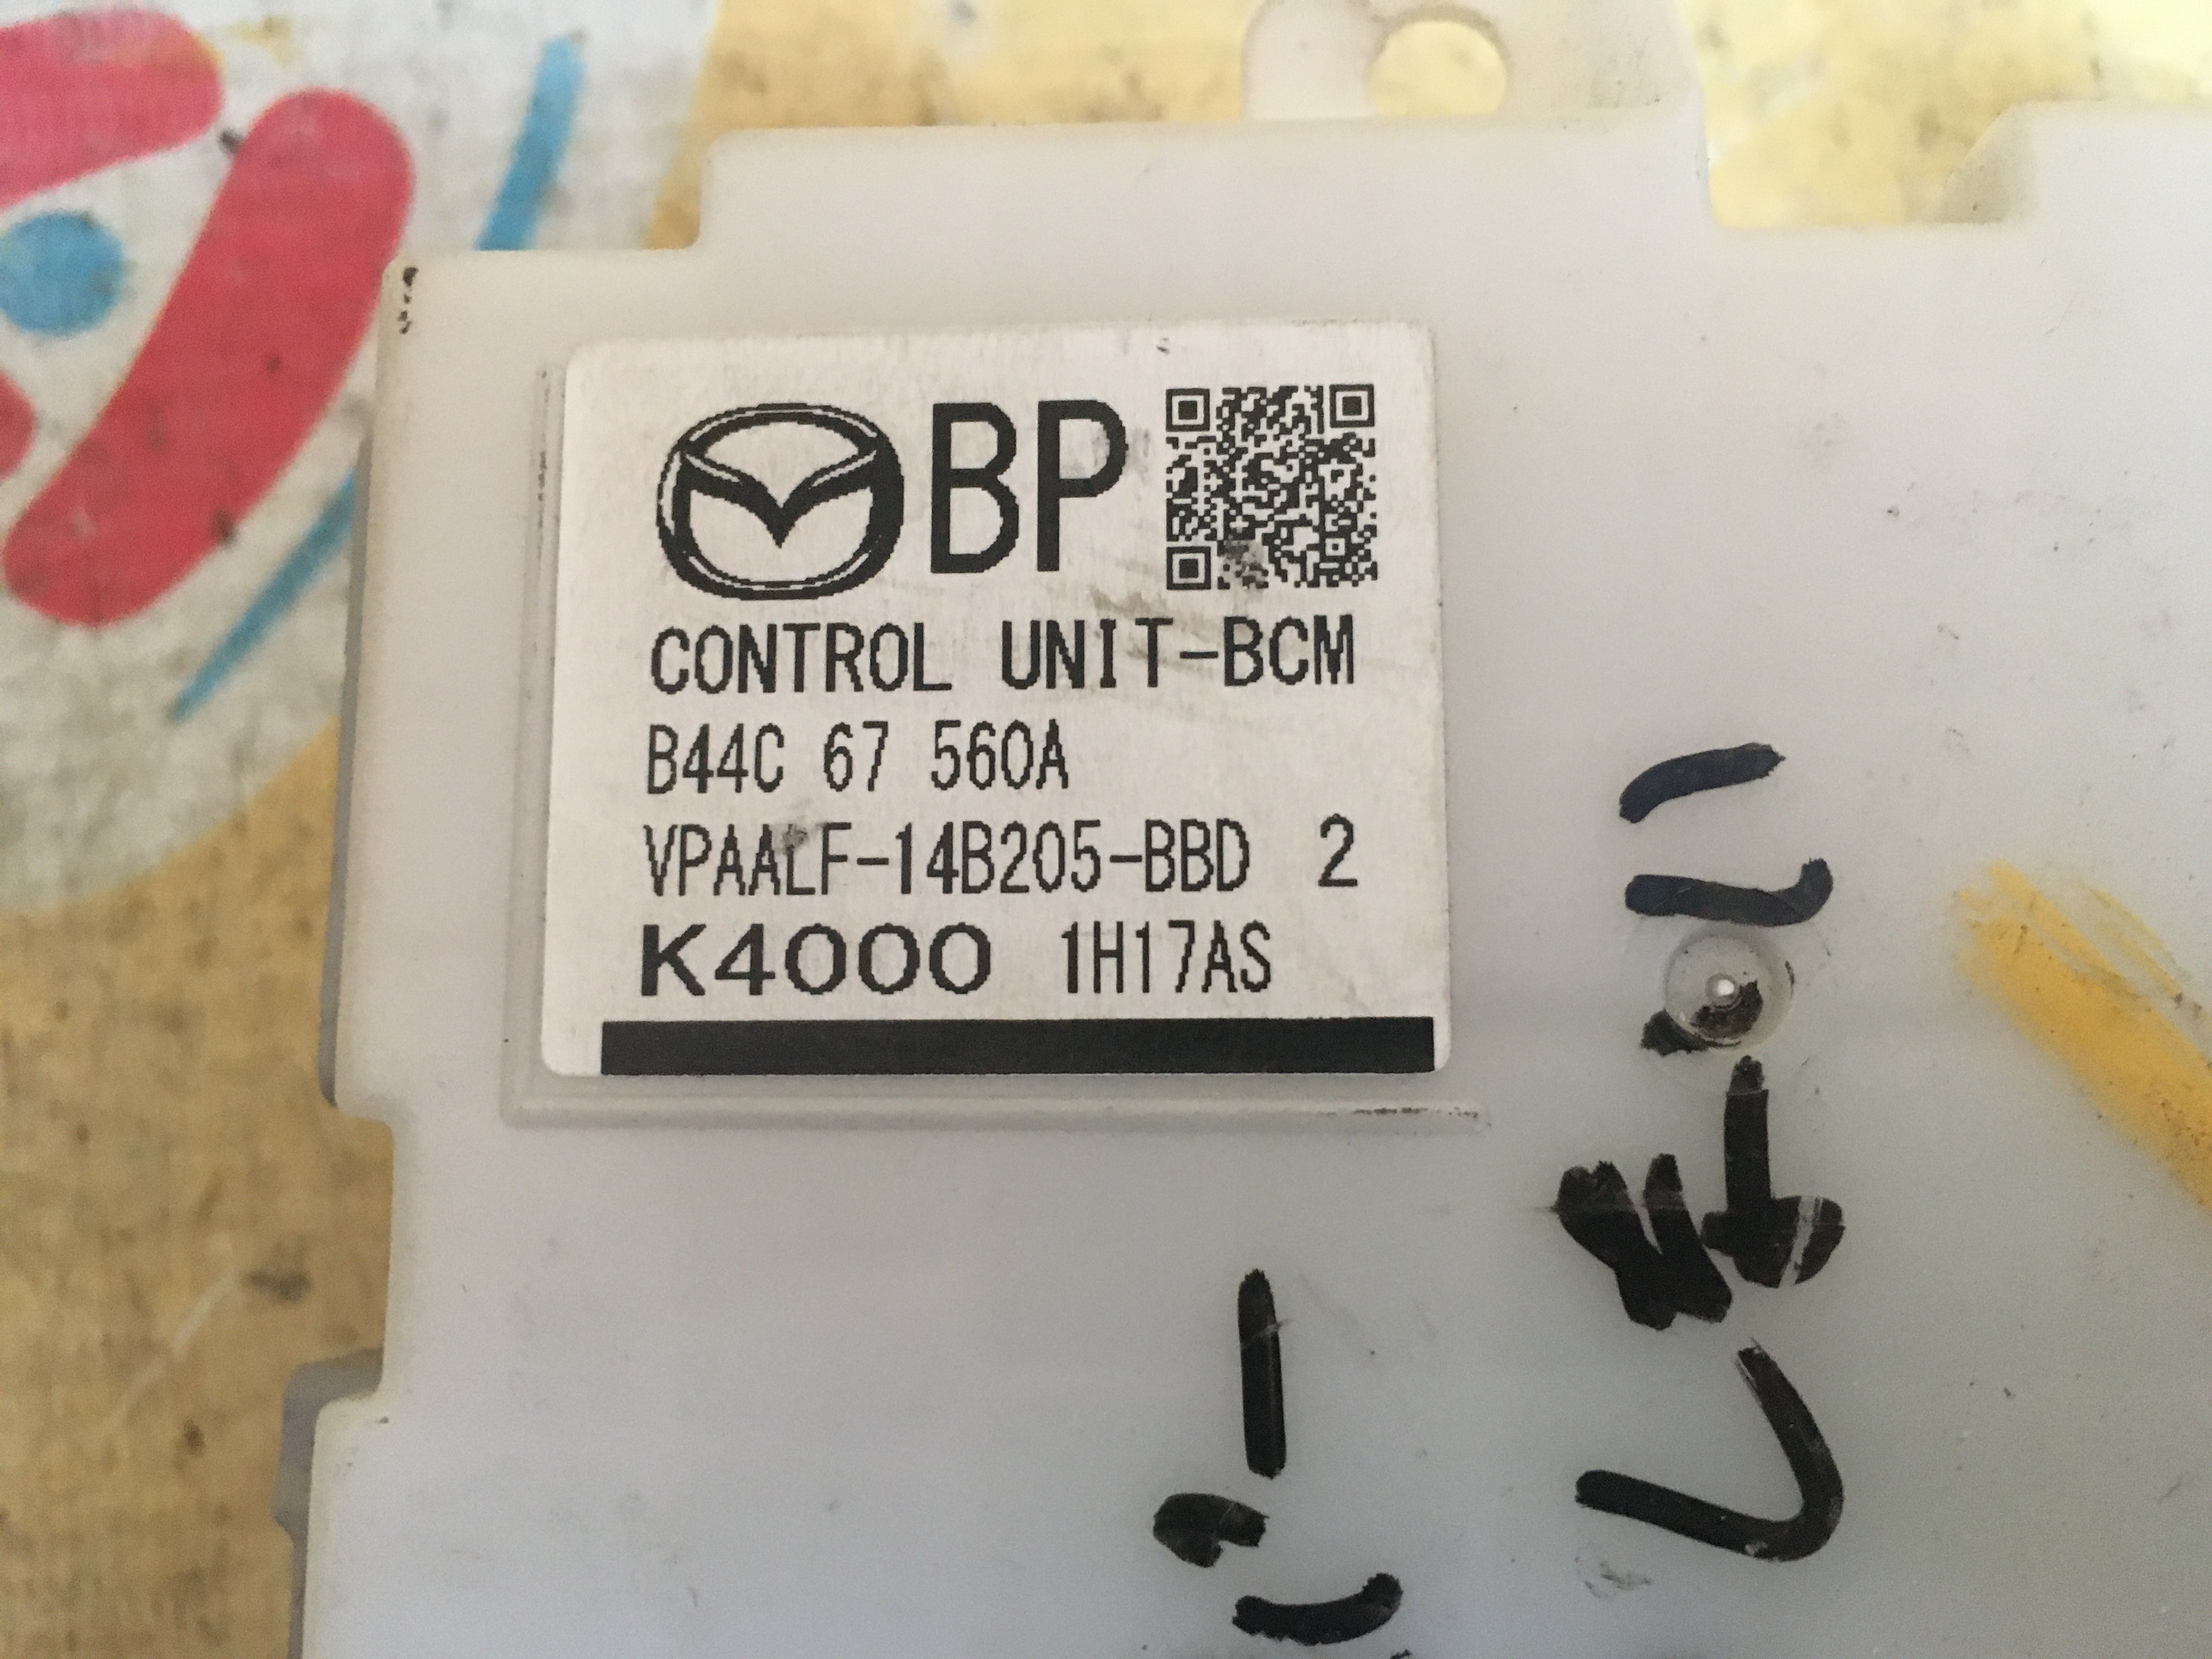 BP
CONTROL UNIT-BCM
B44C 67 560A
VPAALF-14B205-BBD 2
K4000 1H17AS